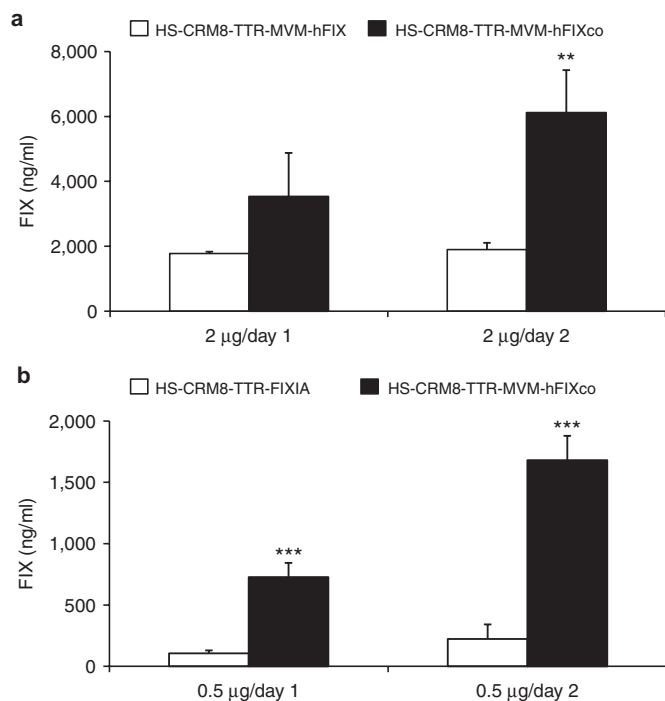 a
HS-CRM8-TTR-MVM-hFIX HS-CRM8-TTR-MVM-hFIXco
8,000
**
6,000
FIX (ng/ml)
4,000
2,000
0
2 µg/day 1 2 µg/day 2
b
HS-CRM8-TTR-FIXIA HS-CRM8-TTR-MVM-hFIXco
2,000
***
1,500
FIX (ng/ml)
1,000
***
500
0
0.5 µg/day 1 0.5 µg/day 2